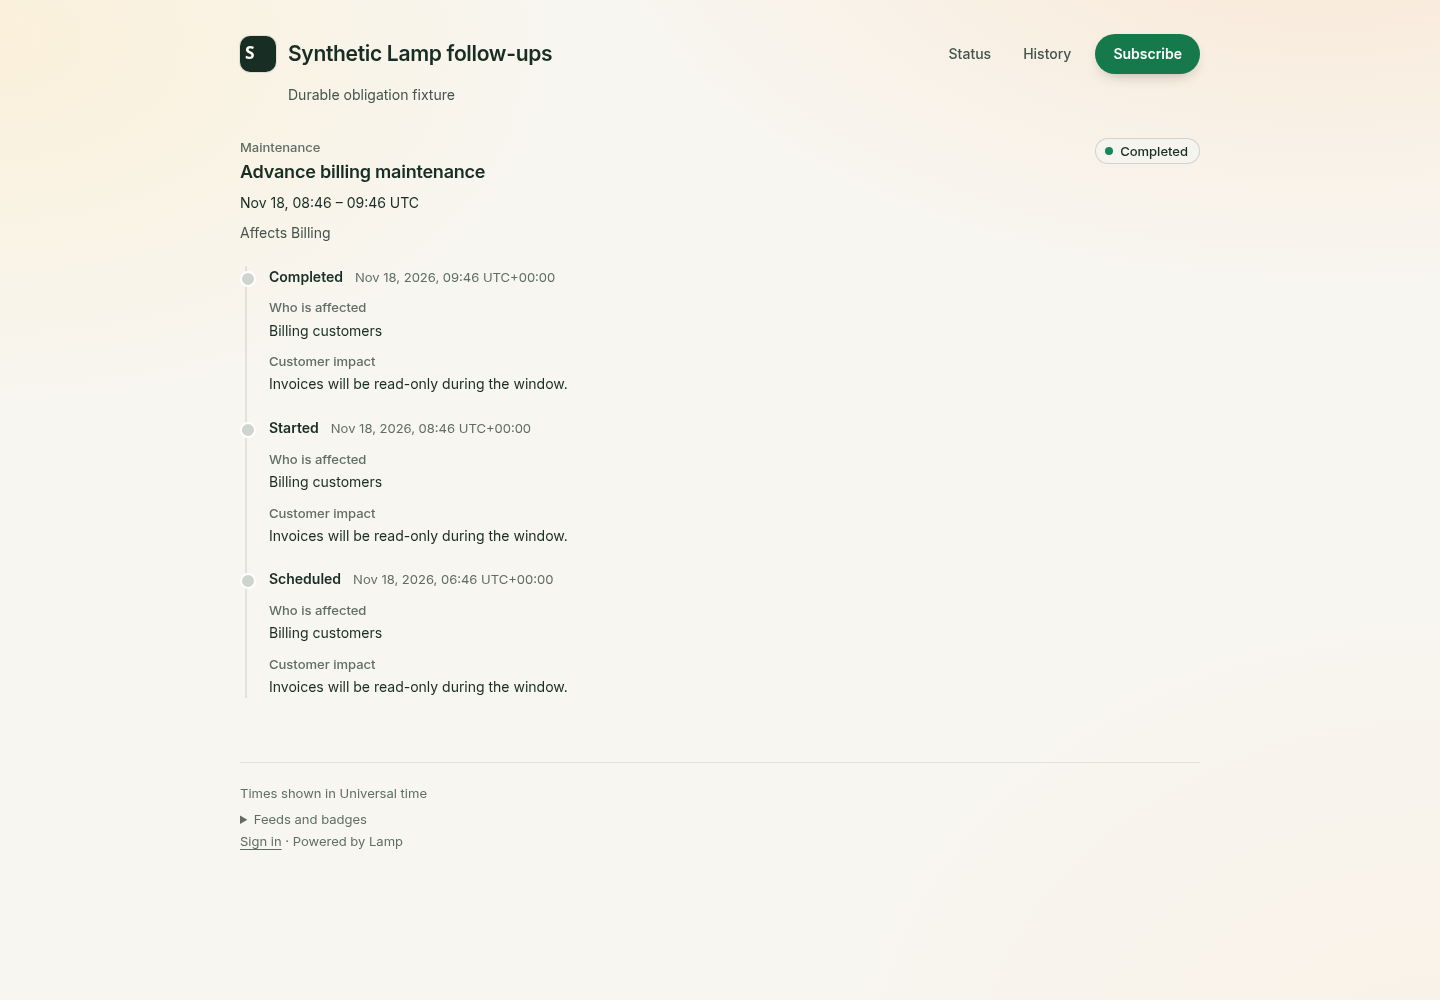 S
Synthetic Lamp follow-ups
Status
History
Subscribe
Durable obligation fixture
Maintenance
Completed
Advance billing maintenance
Nov 18, 08:46 – 09:46 UTC
Affects Billing
Completed Nov 18, 2026, 09:46 UTC+00:00
Who is affected
Billing customers
Customer impact
Invoices will be read-only during the window.
Started Nov 18, 2026, 08:46 UTC+00:00
Who is affected
Billing customers
Customer impact
Invoices will be read-only during the window.
Scheduled Nov 18, 2026, 06:46 UTC+00:00
Who is affected
Billing customers
Customer impact
Invoices will be read-only during the window.
Times shown in Universal time
Feeds and badges
Sign in · Powered by Lamp